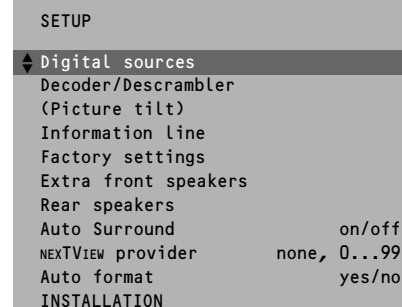 SETUP
Digital sources
Decoder/Descrambler
(Picture tilt)
Information line
Factory settings
Extra front speakers
Rear speakers
Auto Surround on/off
NEXTVIEW provider none, 0...99
Auto format yes/no
INSTALLATION